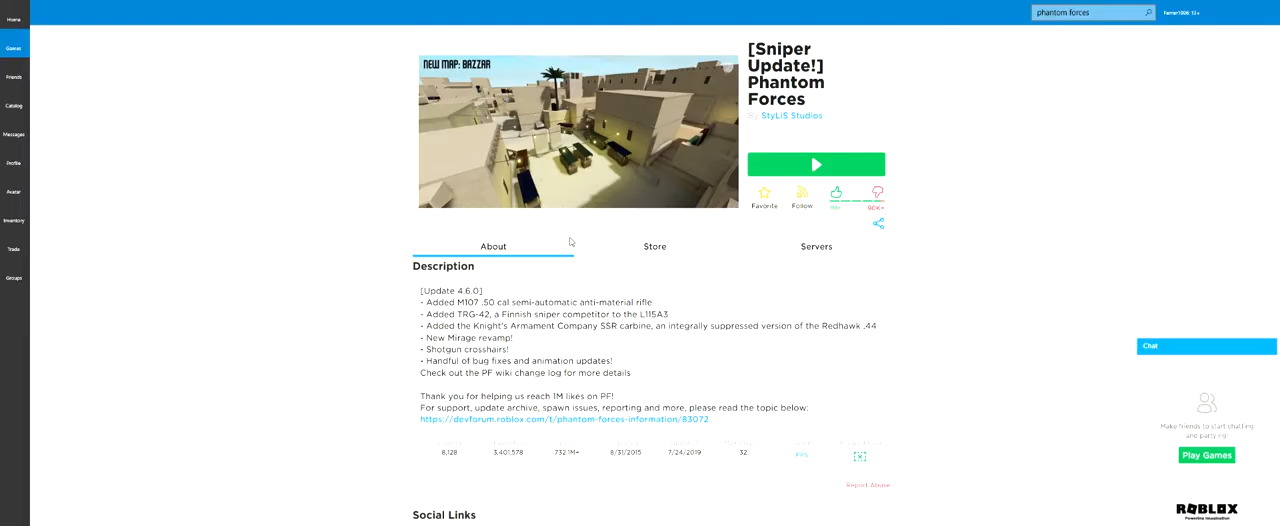 Home
phantom forces
Games
Friends
Catalog
Messages
Profile
Avatar
Inventory
Trade
Groups
NEW MAP: BAZZAR
[Sniper
Update!]
Phantom
Forces
By StyLiS Studios
Favorite
Follow
1M+
90K+
About
Store
Servers
Description
[Update 4.6.0]
- Added M107 .50 cal semi-automatic anti-material rifle
- Added TRG-42, a Finnish sniper competitor to the L115A3
- Added the Knight's Armament Company SSR carbine, an integrally suppressed version of the Redhawk .44
- New Mirage revamp!
- Shotgun crosshairs!
- Handful of bug fixes and animation updates!
Check out the PF wiki change log for more details
Thank you for helping us reach 1M likes on PF!
For support, update archive, spawn issues, reporting and more, please read the topic below:
https://devforum.roblox.com/t/phantom-forces-information/83072
8,128
3,401,578
732.1M+
8/31/2015
7/24/2019
32
FPS
Report Abuse
Social Links
Chat
Make friends to start chatting
and partying!
Play Games
ROBLOX
Powering Imagination